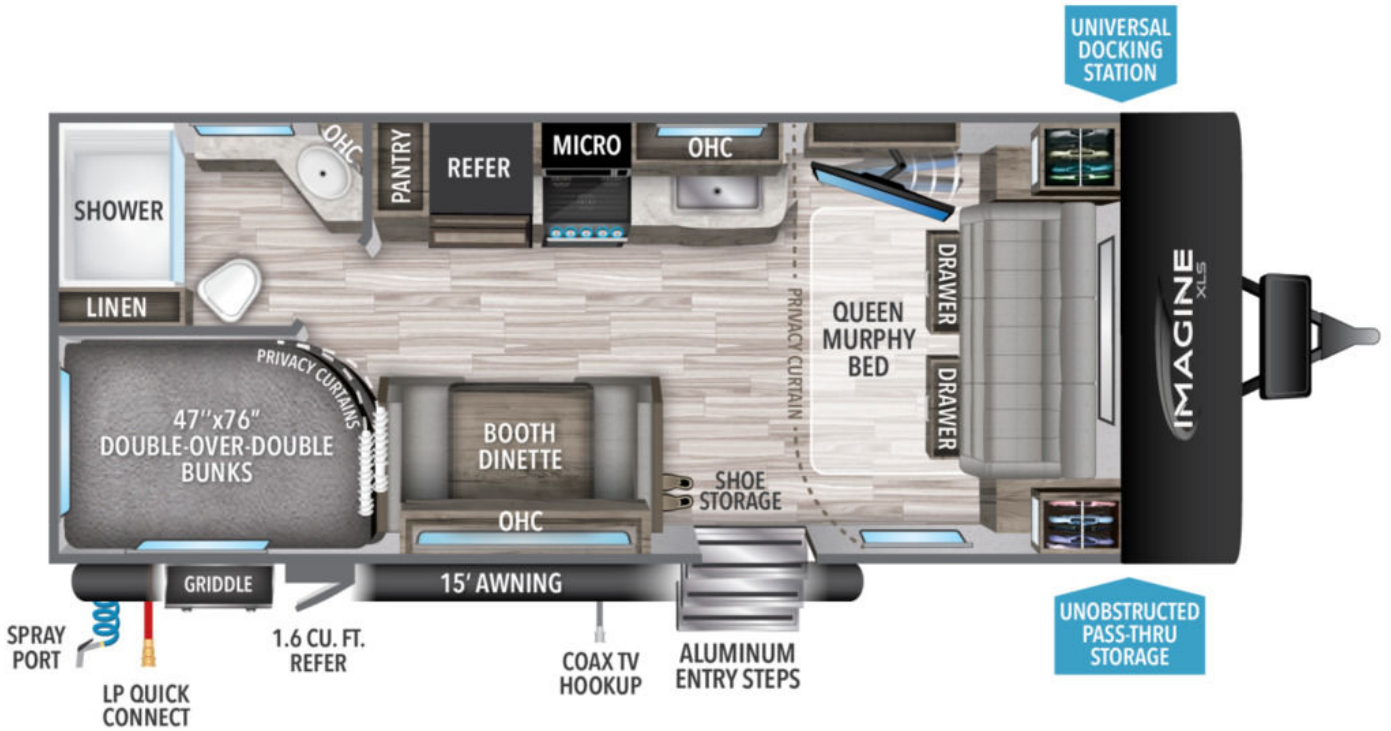 UNIVERSAL
DOCKING
STATION
OHC
PANTRY
REFER
MICRO
OHC
SHOWER
LINEN
DRAWER
DRAWER
QUEEN
MURPHY
BED
PRIVACY CURTAIN
IMAGINE
XLS
PRIVACY CURTAINS
47''x76"
DOUBLE-OVER-DOUBLE
BUNKS
BOOTH
DINETTE
OHC
SHOE
STORAGE
GRIDDLE
15' AWNING
SPRAY
PORT
LP QUICK
CONNECT
1.6 CU. FT.
REFER
COAX TV
HOOKUP
ALUMINUM
ENTRY STEPS
UNOBSTRUCTED
PASS-THRU
STORAGE